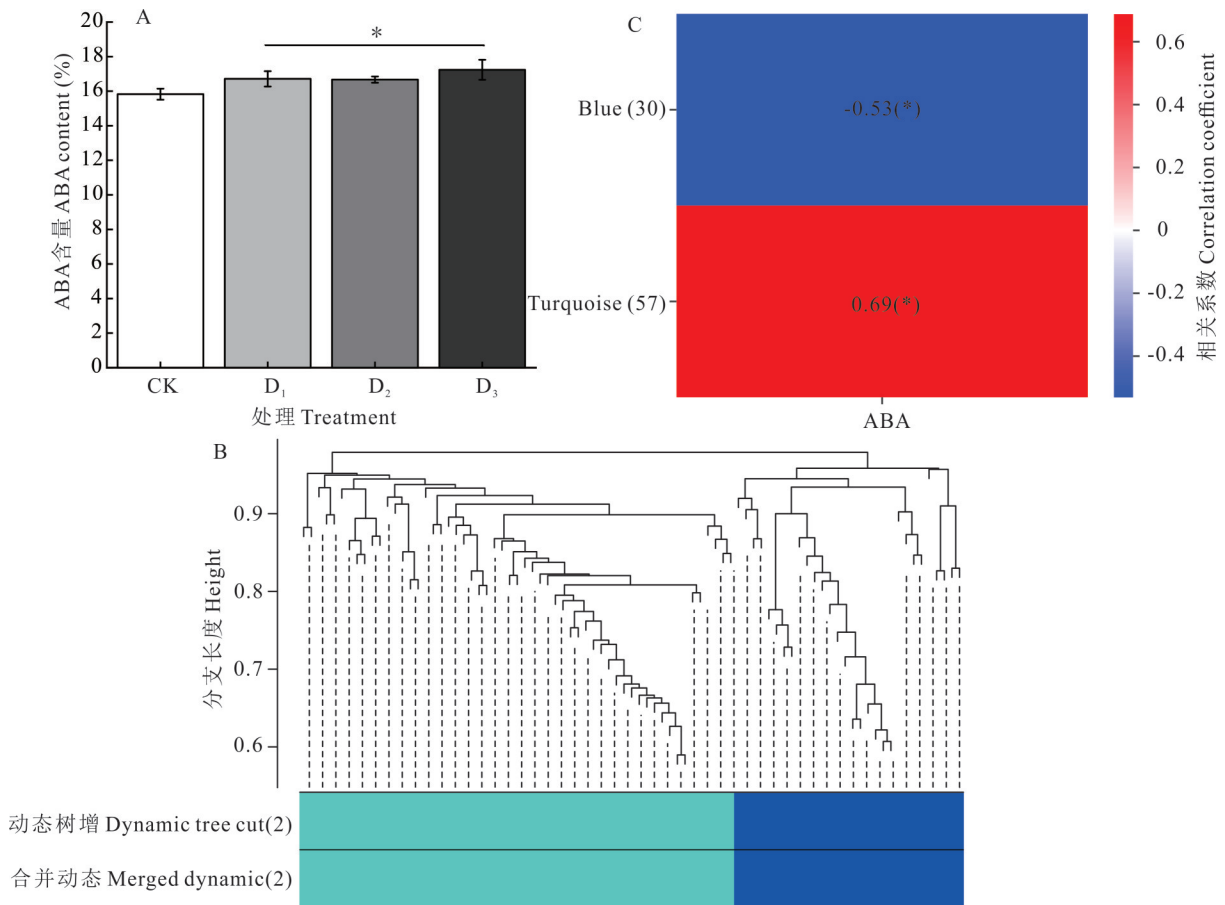 A
20
18
16
14
12
10
8
6
4
2
0
ABA含量 ABA content (%)
*
CK
D₁
D₂
D₃
处理 Treatment
C
Blue (30)
-0.53(*)
Turquoise (57)
0.69(*)
ABA
0.6
0.4
0.2
0
-0.2
-0.4
相关系数 Correlation coefficient
B
0.9
0.8
0.7
0.6
分支长度 Height
动态树增 Dynamic tree cut(2)
合并动态 Merged dynamic(2)